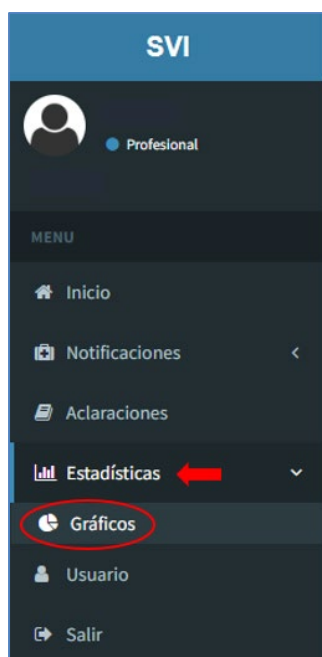 SVI
Profesional
MENU
Inicio
Notificaciones
Aclaraciones
Estadísticas
Gráficos
Usuario
Salir